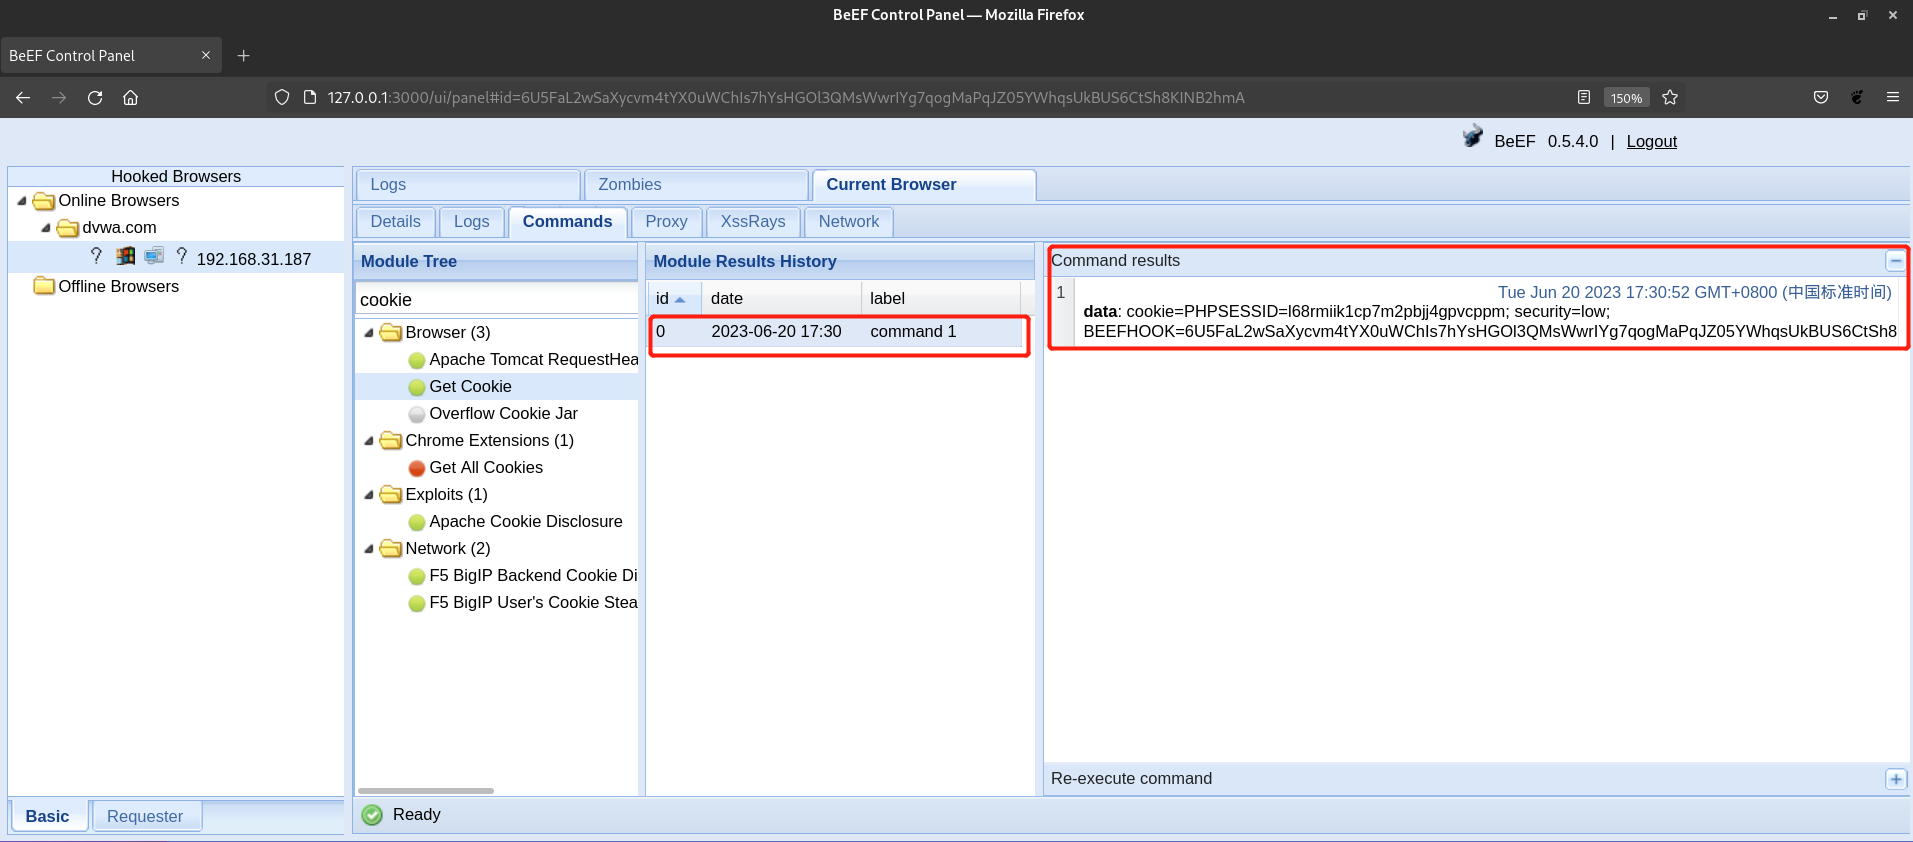 BeEF Control Panel — Mozilla Firefox
BeEF Control Panel
127.0.0.1:3000/ui/panel#id=6U5FaL2wSaXycvm4tYX0uWChIs7hYsHGOl3QMsWwrIYg7qogMaPqJZ05YWhqsUkBUS6CtSh8KINB2hmA
150%
BeEF 0.5.4.0 | Logout
Hooked Browsers
Online Browsers
dvwa.com
? ? 192.168.31.187
Offline Browsers
Basic
Requester
Logs
Zombies
Current Browser
Details
Logs
Commands
Proxy
XssRays
Network
Module Tree
cookie
Browser (3)
Apache Tomcat RequestHea
Get Cookie
Overflow Cookie Jar
Chrome Extensions (1)
Get All Cookies
Exploits (1)
Apache Cookie Disclosure
Network (2)
F5 BigIP Backend Cookie Di
F5 BigIP User's Cookie Stea
Module Results History
id date label
0 2023-06-20 17:30 command 1
Command results
1
Tue Jun 20 2023 17:30:52 GMT+0800 (中国标准时间)
data: cookie=PHPSESSID=l68rmiik1cp7m2pbjj4gpvcppm; security=low;
BEEFHOOK=6U5FaL2wSaXycvm4tYX0uWChIs7hYsHGOl3QMsWwrIYg7qogMaPqJZ05YWhqsUkBUS6CtSh8
Re-execute command
Ready